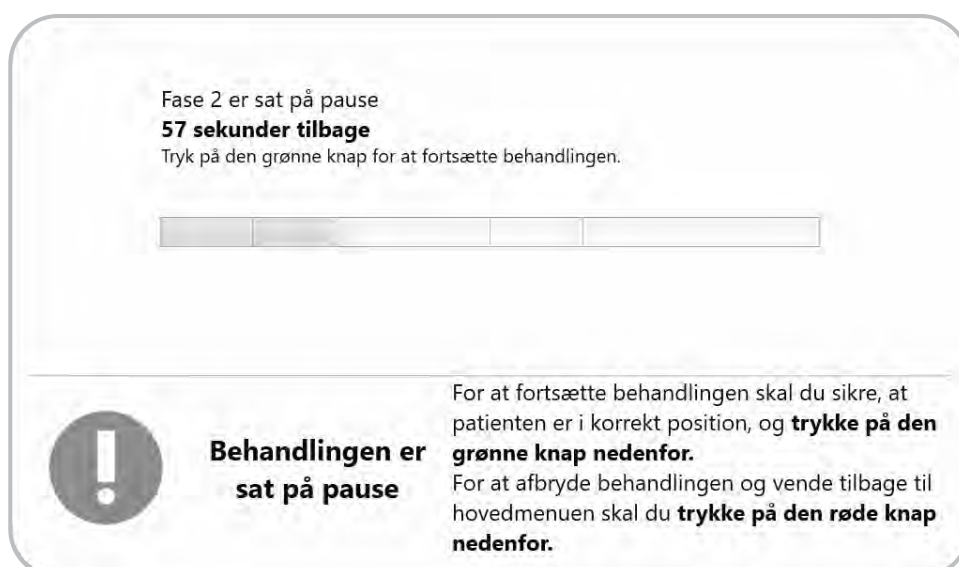 Fase 2 er sat på pause
57 sekunder tilbage
Tryk på den grønne knap for at fortsætte behandlingen.
Behandlingen er
sat på pause
For at fortsætte behandlingen skal du sikre, at
patienten er i korrekt position, og trykke på den
grønne knap nedenfor.
For at afbryde behandlingen og vende tilbage til
hovedmenuen skal du trykke på den røde knap
nedenfor.